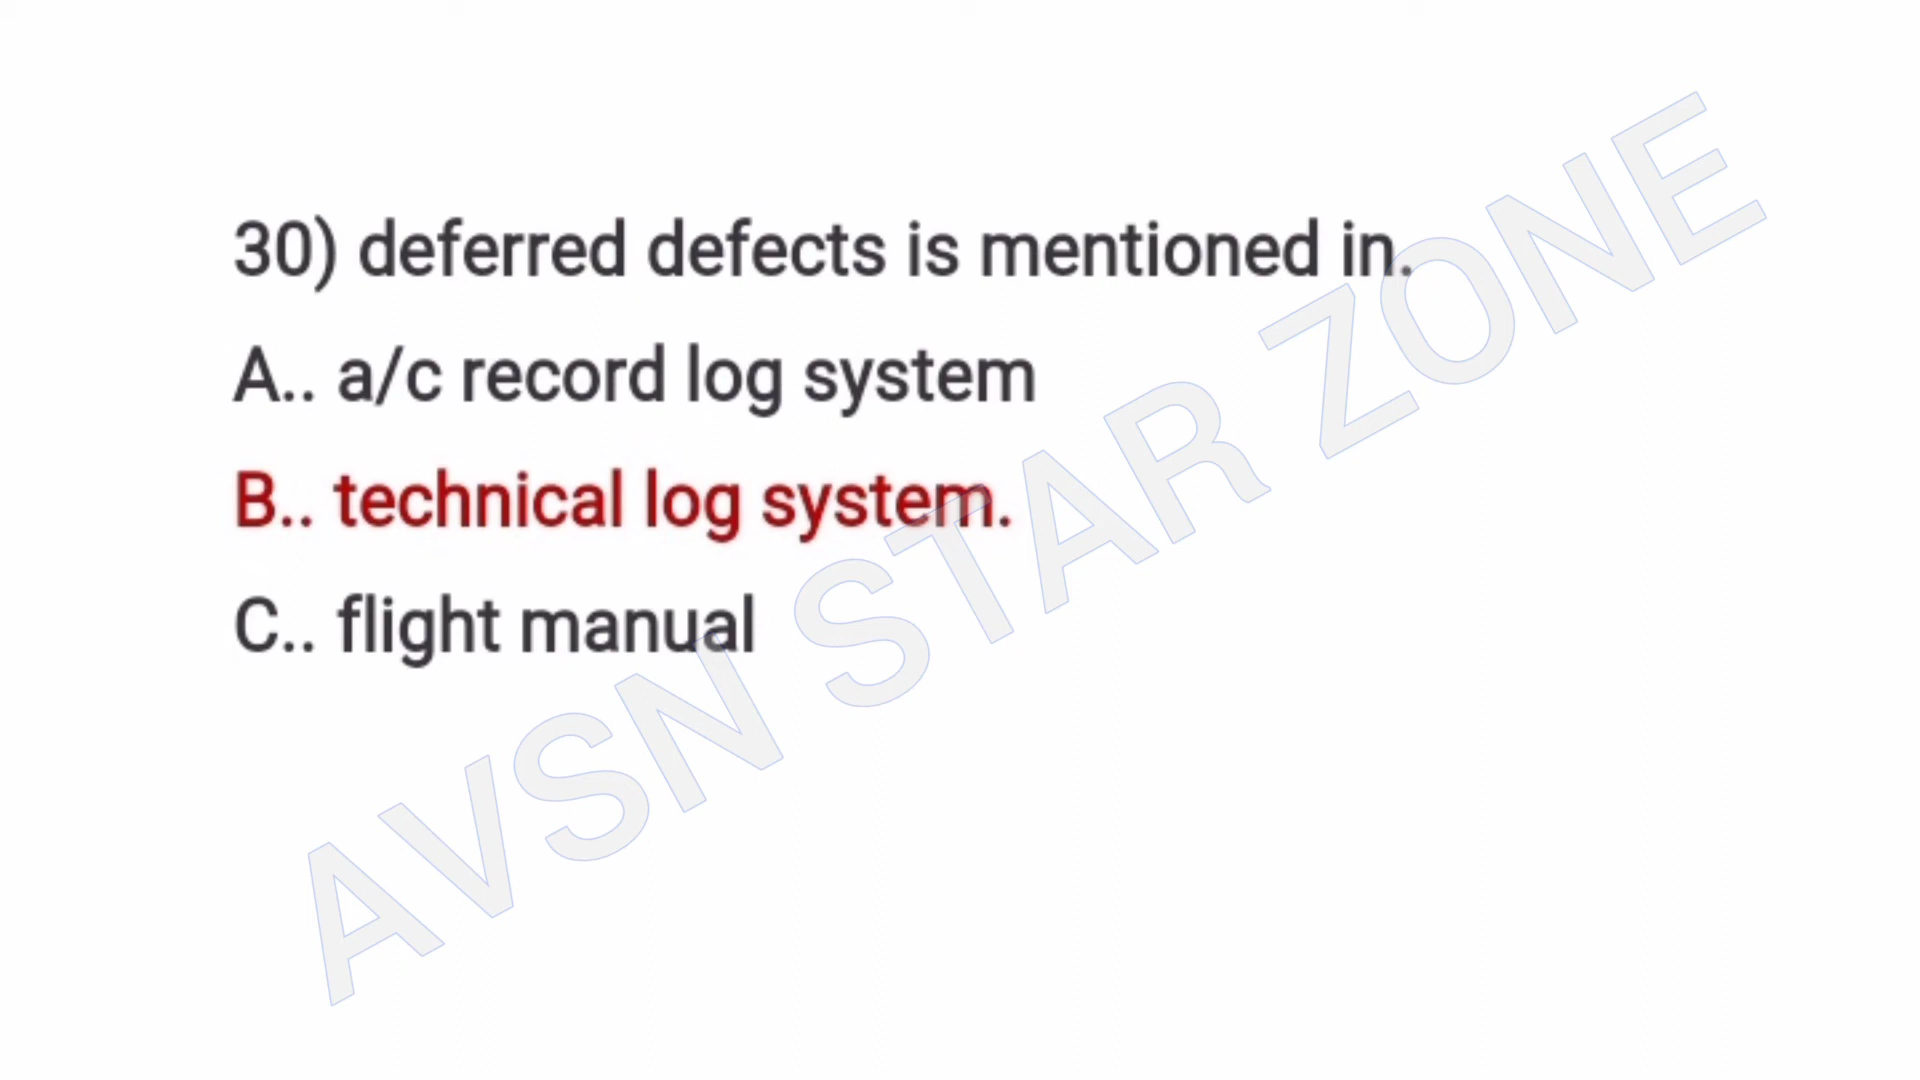 30) deferred defects is mentioned in.
A.. a/c record log system
B.. technical log system.
C.. flight manual
AVSN STAR ZONE